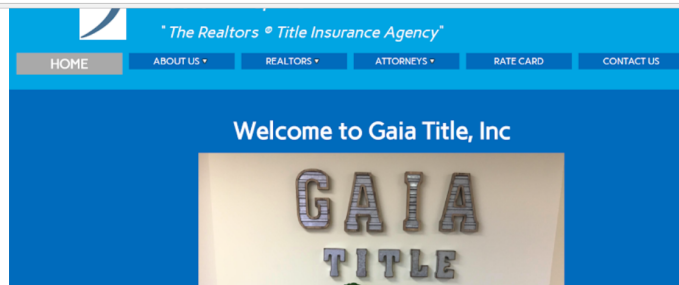 " The Realtors ® Title Insurance Agency"
HOME
ABOUT US ▾
REALTORS ▾
ATTORNEYS ▾
RATE CARD
CONTACT US
Welcome to Gaia Title, Inc
GAIA
TITLE